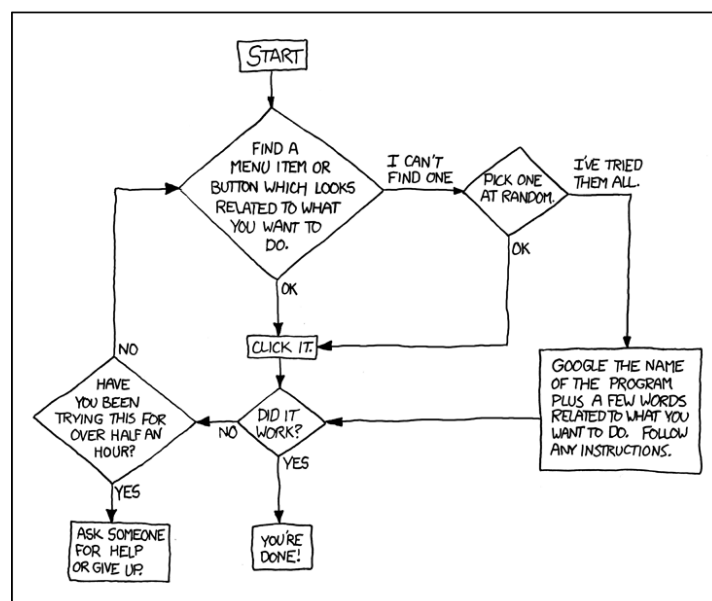 START
FIND A
MENU ITEM OR
BUTTON WHICH LOOKS
RELATED TO WHAT
YOU WANT TO
DO.
I CAN'T
FIND ONE
PICK ONE
AT RANDOM.
I'VE TRIED
THEM ALL.
OK
OK
CLICK IT.
NO
HAVE
YOU BEEN
TRYING THIS FOR
OVER HALF AN
HOUR?
NO
DID IT
WORK?
GOOGLE THE NAME
OF THE PROGRAM
PLUS A FEW WORDS
RELATED TO WHAT YOU
WANT TO DO. FOLLOW
ANY INSTRUCTIONS.
YES
YES
ASK SOMEONE
FOR HELP
OR GIVE UP.
YOU'RE
DONE!